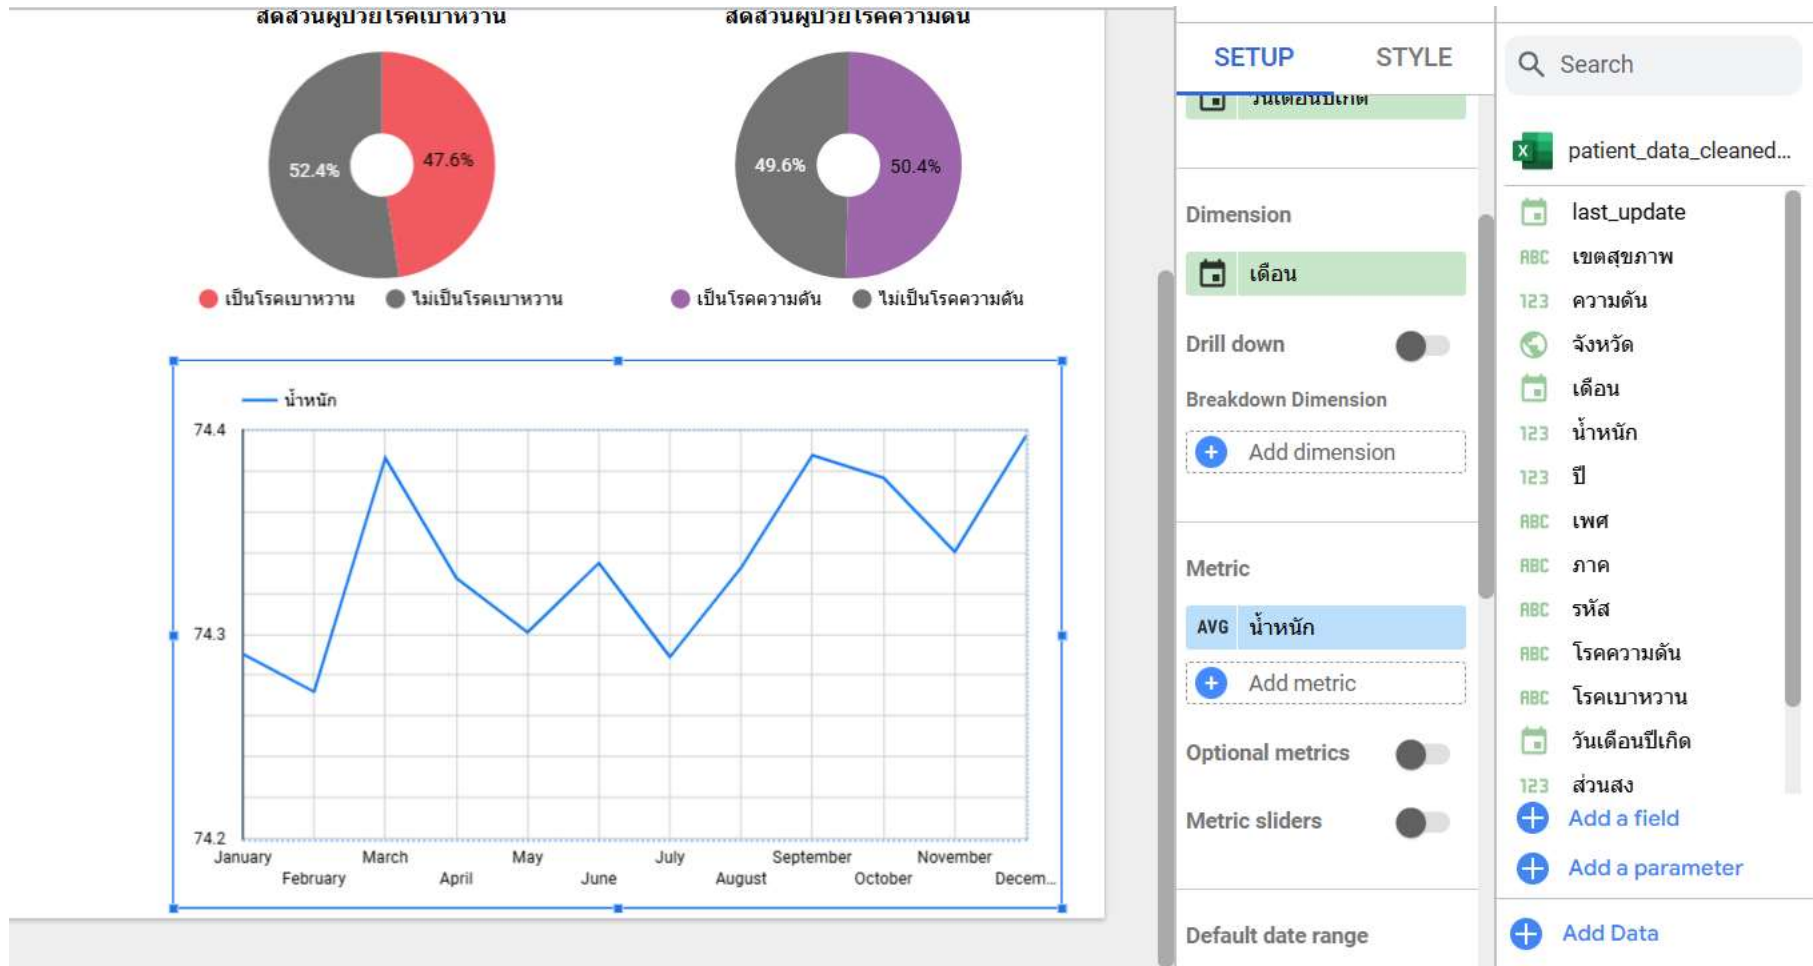 สัดส่วนผู้ป่วยโรคเบาหวาน
สัดส่วนผู้ป่วยโรคความดัน
52.4%
47.6%
49.6%
50.4%
เป็นโรคเบาหวาน
ไม่เป็นโรคเบาหวาน
เป็นโรคความดัน
ไม่เป็นโรคความดัน
น้ำหนัก
74.4
74.3
74.2
January
February
March
April
May
June
July
August
September
October
November
Decem...
SETUP
STYLE
วันเดือนปีเกิด
Dimension
เดือน
Drill down
Breakdown Dimension
Add dimension
Metric
AVG น้ำหนัก
Add metric
Optional metrics
Metric sliders
Default date range
Search
X patient_data_cleaned...
last_update
ABC เขตสุขภาพ
123 ความดัน
จังหวัด
เดือน
123 น้ำหนัก
123 ปี
ABC เพศ
ABC ภาค
ABC รหัส
ABC โรคความดัน
ABC โรคเบาหวาน
วันเดือนปีเกิด
123 ส่วนสูง
Add a field
Add a parameter
Add Data